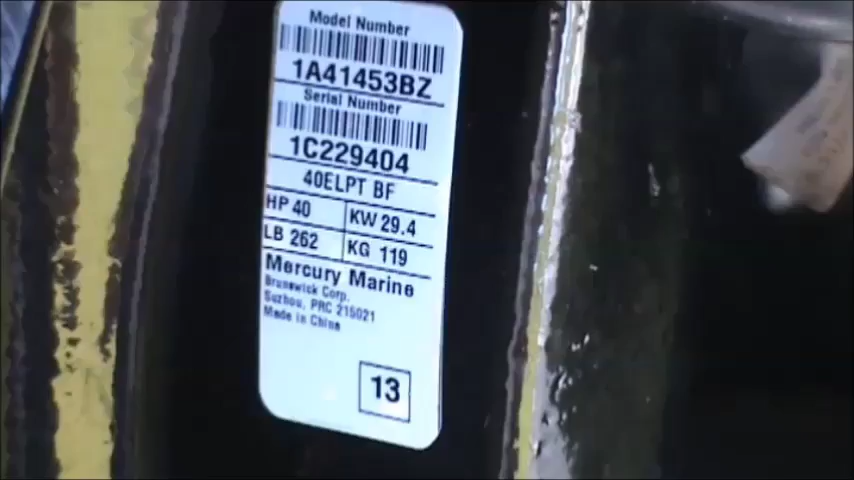 Model Number
1A41453BZ
Serial Number
1C229404
40ELPT BF
HP 40 KW 29.4
LB 262 KG 119
Mercury Marine
Brunswick Corp.
Suzhou, PRC 215021
Made in China
13